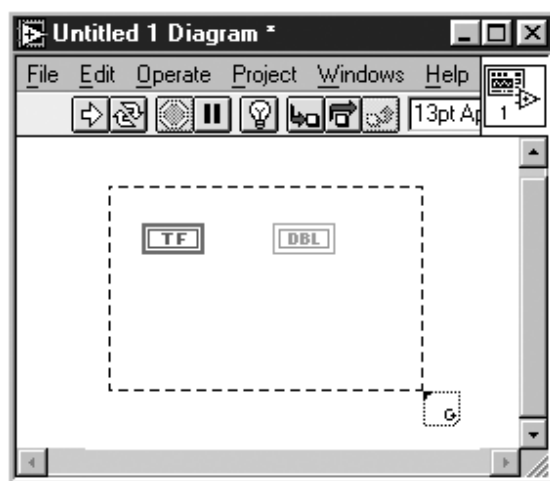 Untitled 1 Diagram *
File Edit Operate Project Windows Help
13pt Ap
1
TF DBL